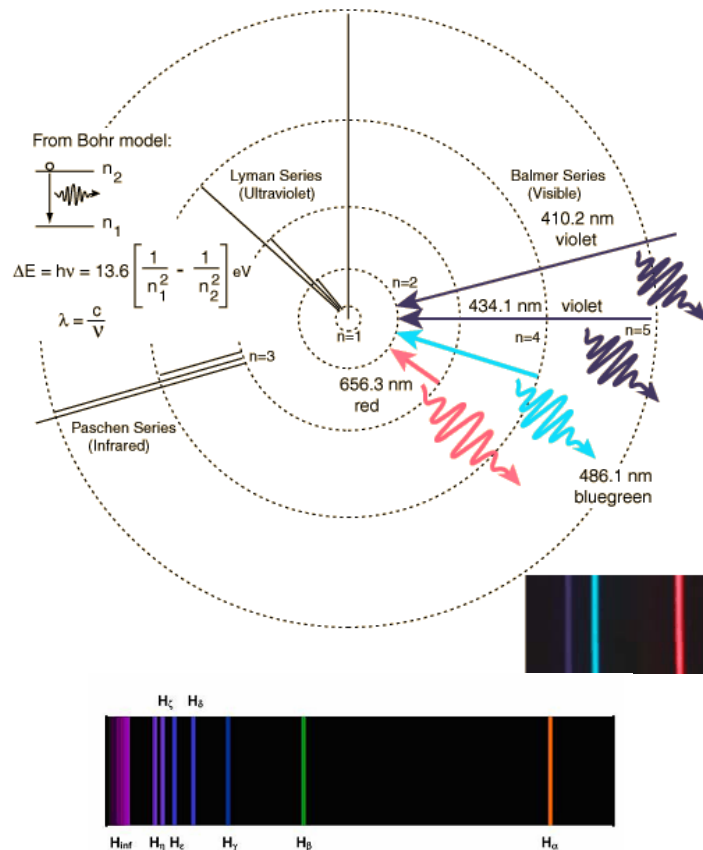 From Bohr model:
n₂
n₁
ΔE = hν = 13.6 [ 1/n₁² - 1/n₂² ] eV
λ = c/ν
Lyman Series
(Ultraviolet)
Balmer Series
(Visible)
410.2 nm
violet
n=2
434.1 nm violet
n=1
n=4
n=5
n=3
656.3 nm
red
Paschen Series
(Infrared)
486.1 nm
bluegreen
Hζ Hδ
Hinf Hη Hε Hγ Hβ Hα